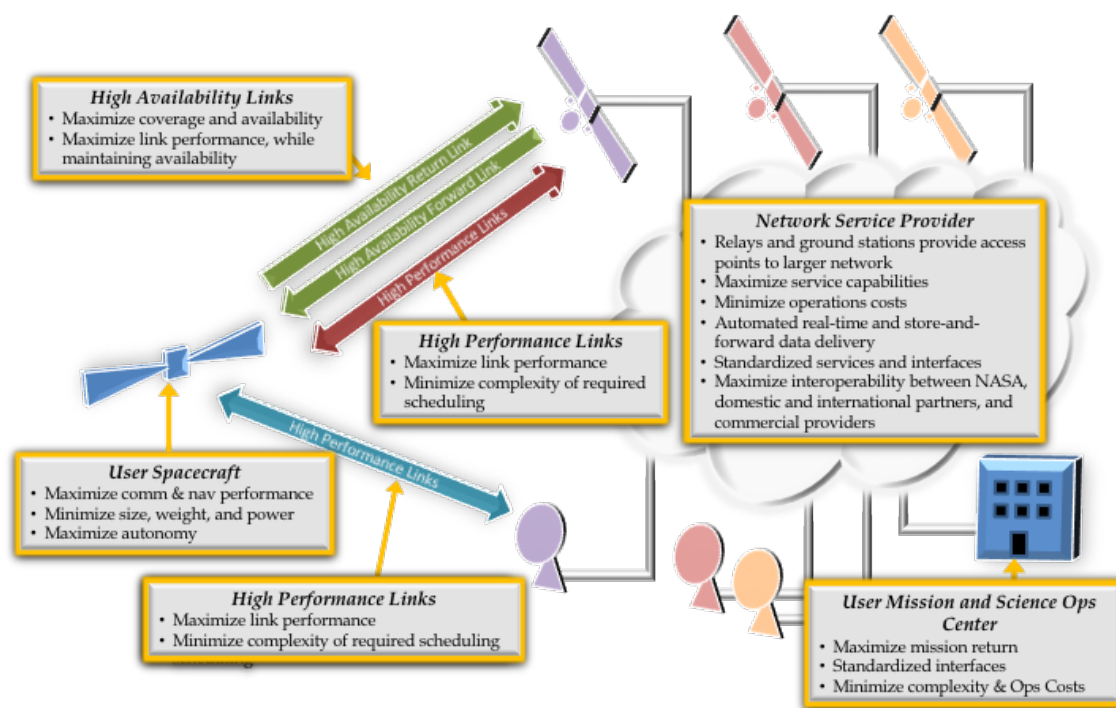 High Availability Links
• Maximize coverage and availability
• Maximize link performance, while
maintaining availability
High Availability Return Link
High Availability Forward Link
High Performance Links
Network Service Provider
• Relays and ground stations provide access
points to larger network
• Maximize service capabilities
• Minimize operations costs
• Automated real-time and store-and-
forward data delivery
• Standardized services and interfaces
• Maximize interoperability between NASA,
domestic and international partners, and
commercial providers
High Performance Links
• Maximize link performance
• Minimize complexity of required
scheduling
High Performance Links
User Spacecraft
• Maximize comm & nav performance
• Minimize size, weight, and power
• Maximize autonomy
High Performance Links
• Maximize link performance
• Minimize complexity of required scheduling
User Mission and Science Ops
Center
• Maximize mission return
• Standardized interfaces
• Minimize complexity & Ops Costs